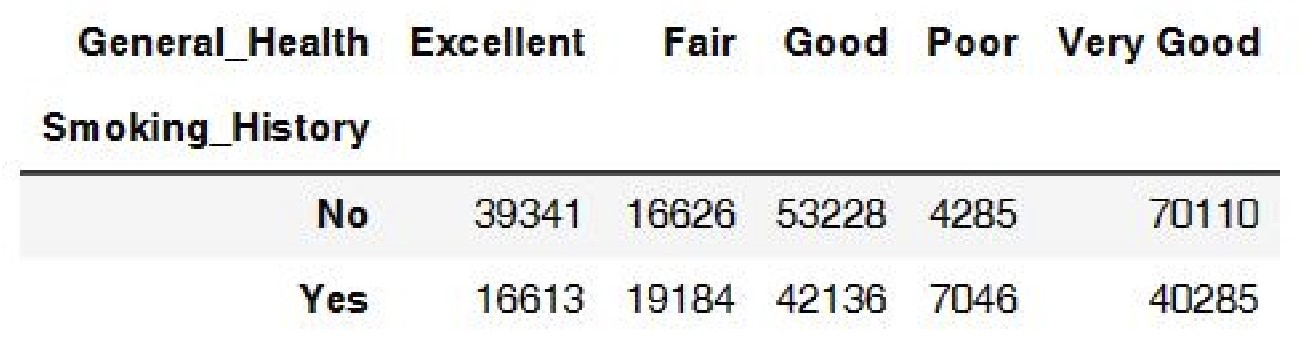 General_Health Excellent Fair Good Poor Very Good
Smoking_History
No 39341 16626 53228 4285 70110
Yes 16613 19184 42136 7046 40285